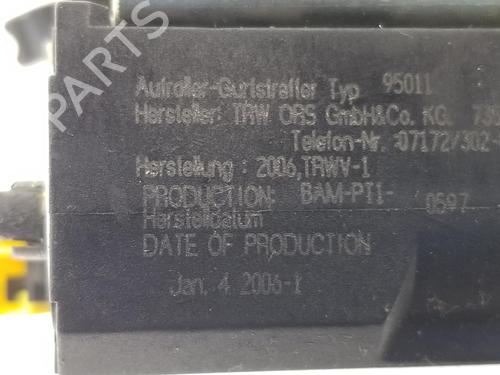 PARTS
Autroller-Gurtstraffer Typ 95011
Hersteller: TRW ORS GmbH&Co. KG.
Telefon-Nr. :07172/302-
Herstellung : 2006,TRWV-1
PRODUCTION: BAM-PT1- 0597
Herstelldatum
DATE OF PRODUCTION
Jan. 4 2006-1